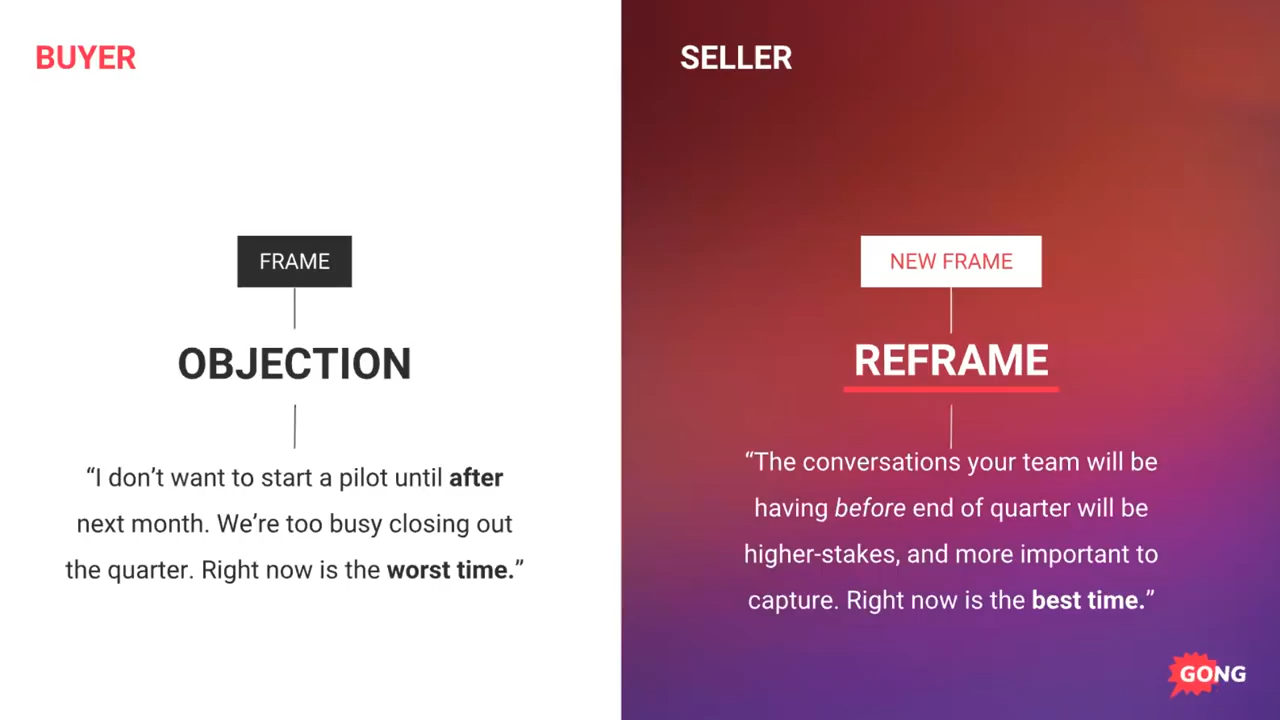 BUYER
FRAME
OBJECTION
“I don’t want to start a pilot until after
next month. We’re too busy closing out
the quarter. Right now is the worst time.”
SELLER
NEW FRAME
REFRAME
“The conversations your team will be
having before end of quarter will be
higher-stakes, and more important to
capture. Right now is the best time.”
GONG